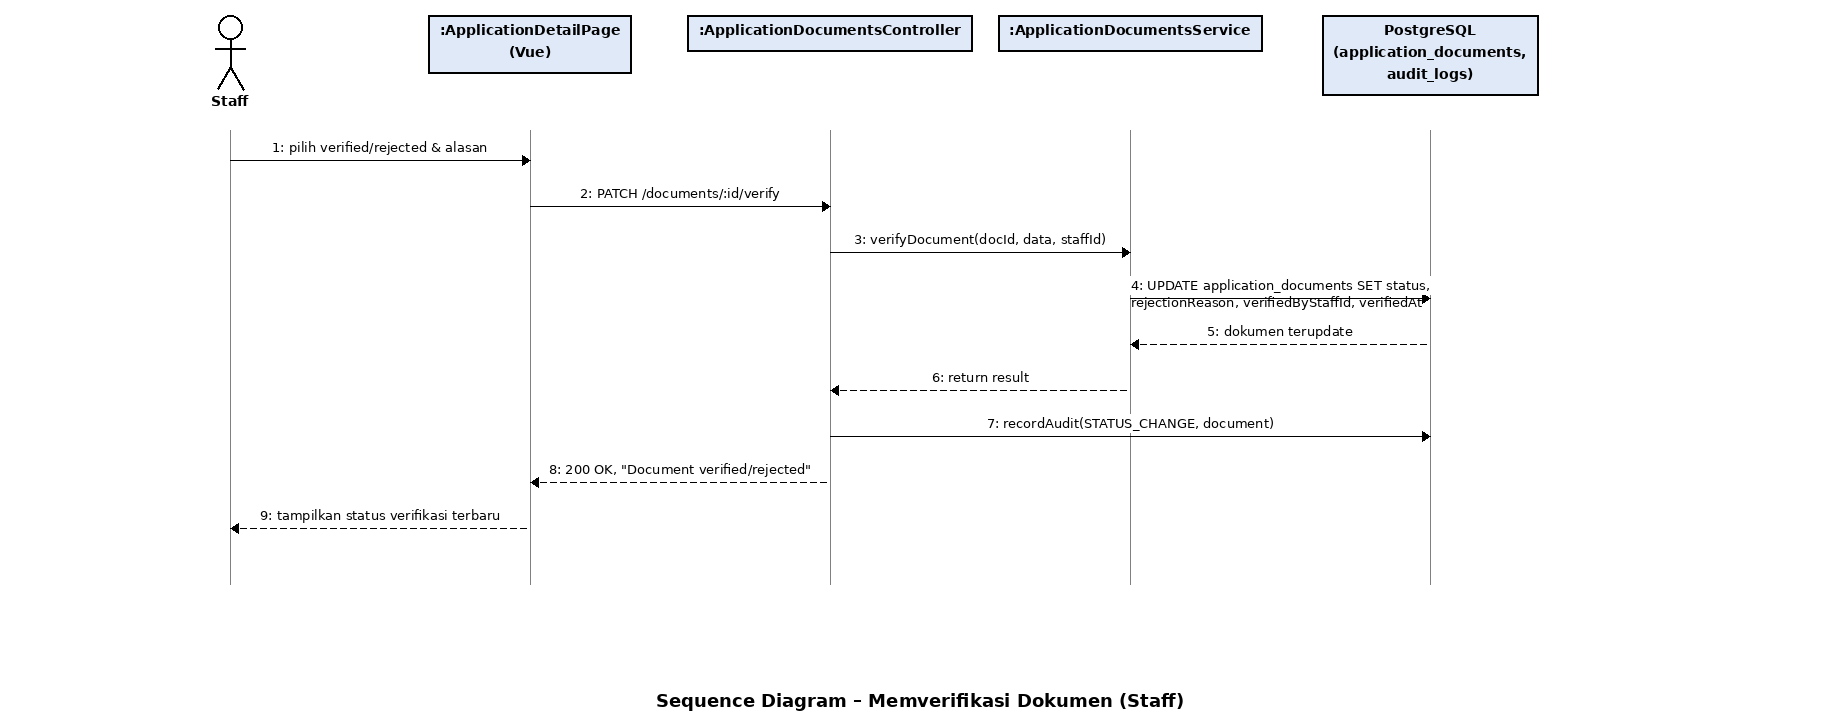 Staff
:ApplicationDetailPage
(Vue)
:ApplicationDocumentsController
:ApplicationDocumentsService
PostgreSQL
(application_documents,
audit_logs)
1: pilih verified/rejected & alasan
2: PATCH /documents/:id/verify
3: verifyDocument(docId, data, staffId)
4: UPDATE application_documents SET status,
rejectionReason, verifiedByStaffId, verifiedAt
5: dokumen terupdate
6: return result
7: recordAudit(STATUS_CHANGE, document)
8: 200 OK, "Document verified/rejected"
9: tampilkan status verifikasi terbaru
Sequence Diagram – Memverifikasi Dokumen (Staff)